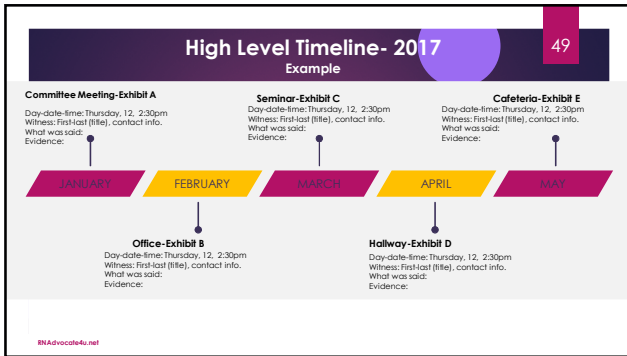 High Level Timeline- 2017
Example
49
Committee Meeting-Exhibit A
Day-date-time: Thursday, 12, 2:30pm
Witness: First-last (title), contact info.
What was said:
Evidence:
Seminar-Exhibit C
Day-date-time: Thursday, 12, 2:30pm
Witness: First-last (title), contact info.
What was said:
Evidence:
Cafeteria-Exhibit E
Day-date-time: Thursday, 12, 2:30pm
Witness: First-last (title), contact info.
What was said:
Evidence:
JANUARY
FEBRUARY
MARCH
APRIL
MAY
Office-Exhibit B
Day-date-time: Thursday, 12, 2:30pm
Witness: First-last (title), contact info.
What was said:
Evidence:
Hallway-Exhibit D
Day-date-time: Thursday, 12, 2:30pm
Witness: First-last (title), contact info.
What was said:
Evidence:
RNAdvocate4u.net